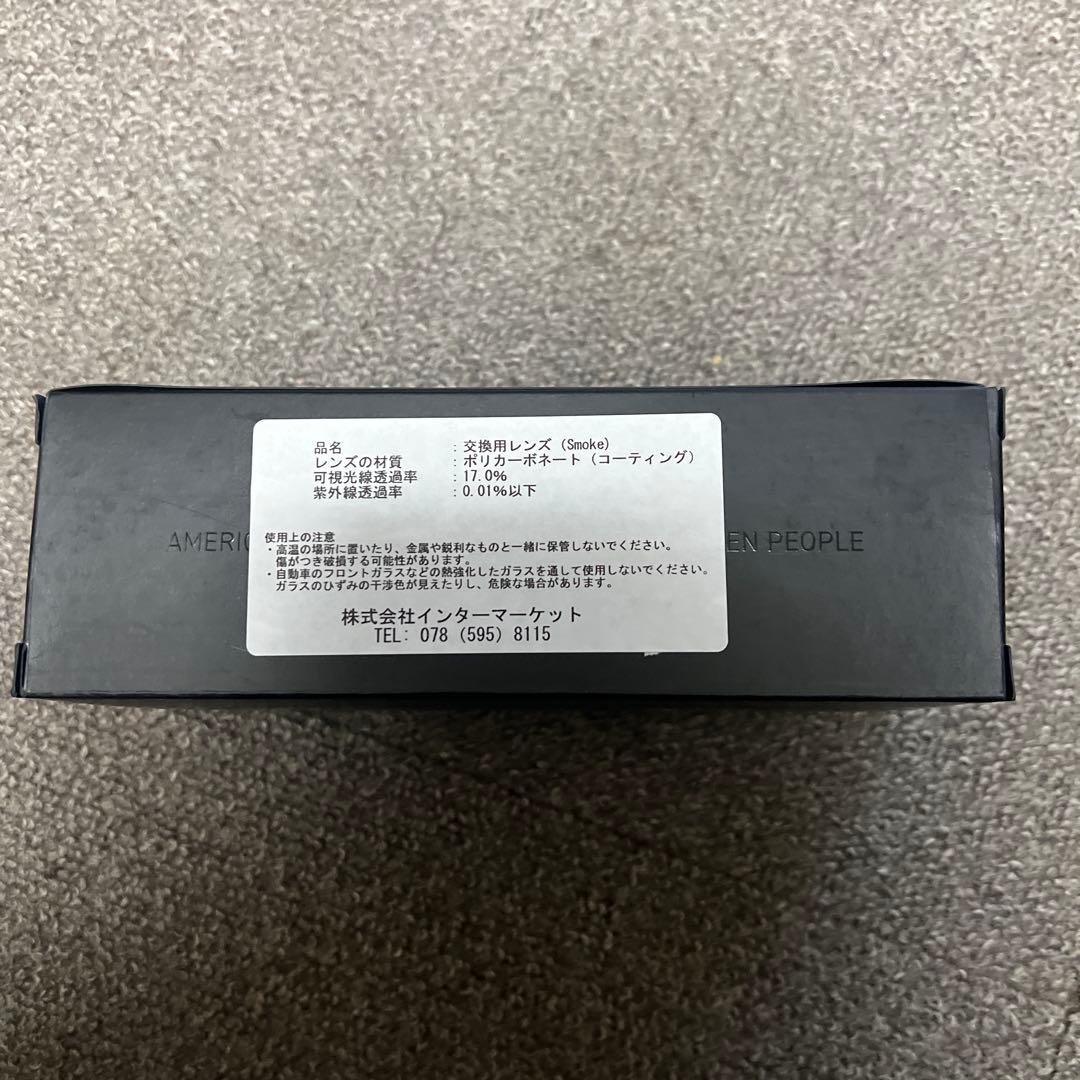 品名 : 交換用レンズ (Smoke)
レンズの材質 : ポリカーボネート (コーティング)
可視光線透過率 : 17.0%
紫外線透過率 : 0.01%以下
AMERIC EN PEOPLE
使用上の注意
・高温の場所に置いたり、金属や鋭利なものと一緒に保管しないでください。
傷がつき破損する可能性があります。
・自動車のフロントガラスなどの熱強化したガラスを通して使用しないでください。
ガラスのひずみの干渉色が見えたりし、危険な場合があります。
株式会社インターマーケット
TEL: 078 (595) 8115